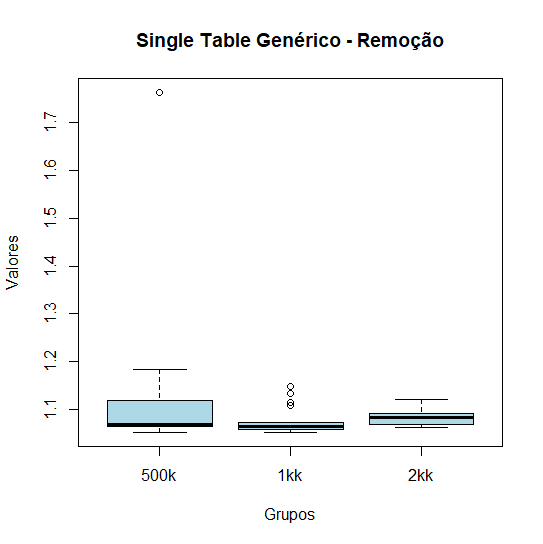 Single Table Genérico - Remoção
Valores
1.7
1.6
1.5
1.4
1.3
1.2
1.1
500k
1kk
2kk
Grupos